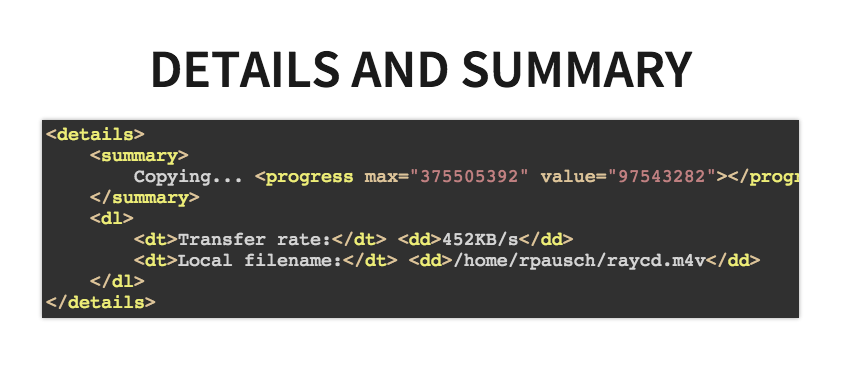 DETAILS AND SUMMARY
<details>
    <summary>
        Copying... <progress max="375505392" value="97543282"></progr
    </summary>
    <dl>
        <dt>Transfer rate:</dt> <dd>452KB/s</dd>
        <dt>Local filename:</dt> <dd>/home/rpausch/raycd.m4v</dd>
    </dl>
</details>